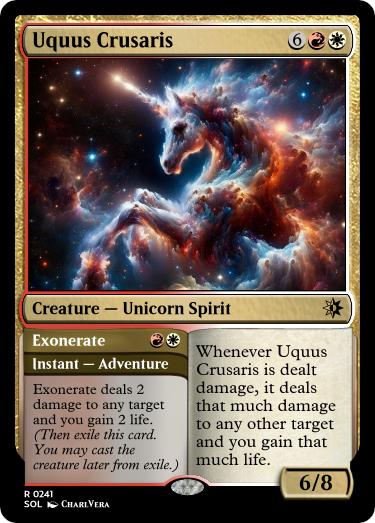 Uquus Crusaris 6
Creature — Unicorn Spirit
Exonerate
Instant — Adventure
Exonerate deals 2
damage to any target
and you gain 2 life.
(Then exile this card.
You may cast the
creature later from exile.)
Whenever Uquus
Crusaris is dealt
damage, it deals
that much damage
to any other target
and you gain that
much life.
6/8
R 0241
SOL CharlVera